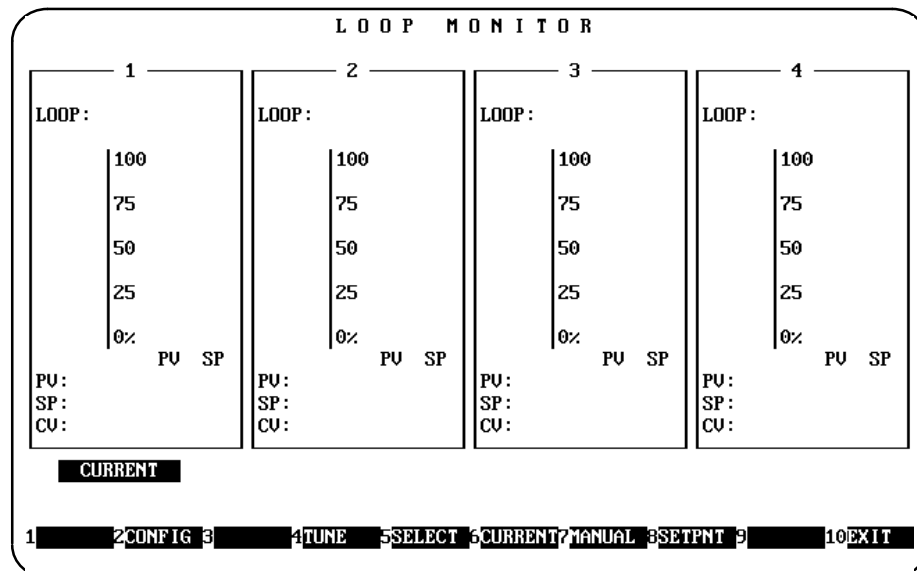 LOOP MONITOR
1 2 3 4
LOOP: LOOP: LOOP: LOOP:
100 100 100 100
75 75 75 75
50 50 50 50
25 25 25 25
0% 0% 0% 0%
PV SP PV SP PV SP PV SP
PV: PV: PV: PV:
SP: SP: SP: SP:
CV: CV: CV: CV:
CURRENT
1 2CONFIG 3 4TUNE 5SELECT 6CURRENT7MANUAL 8SETPNT 9 10EXIT